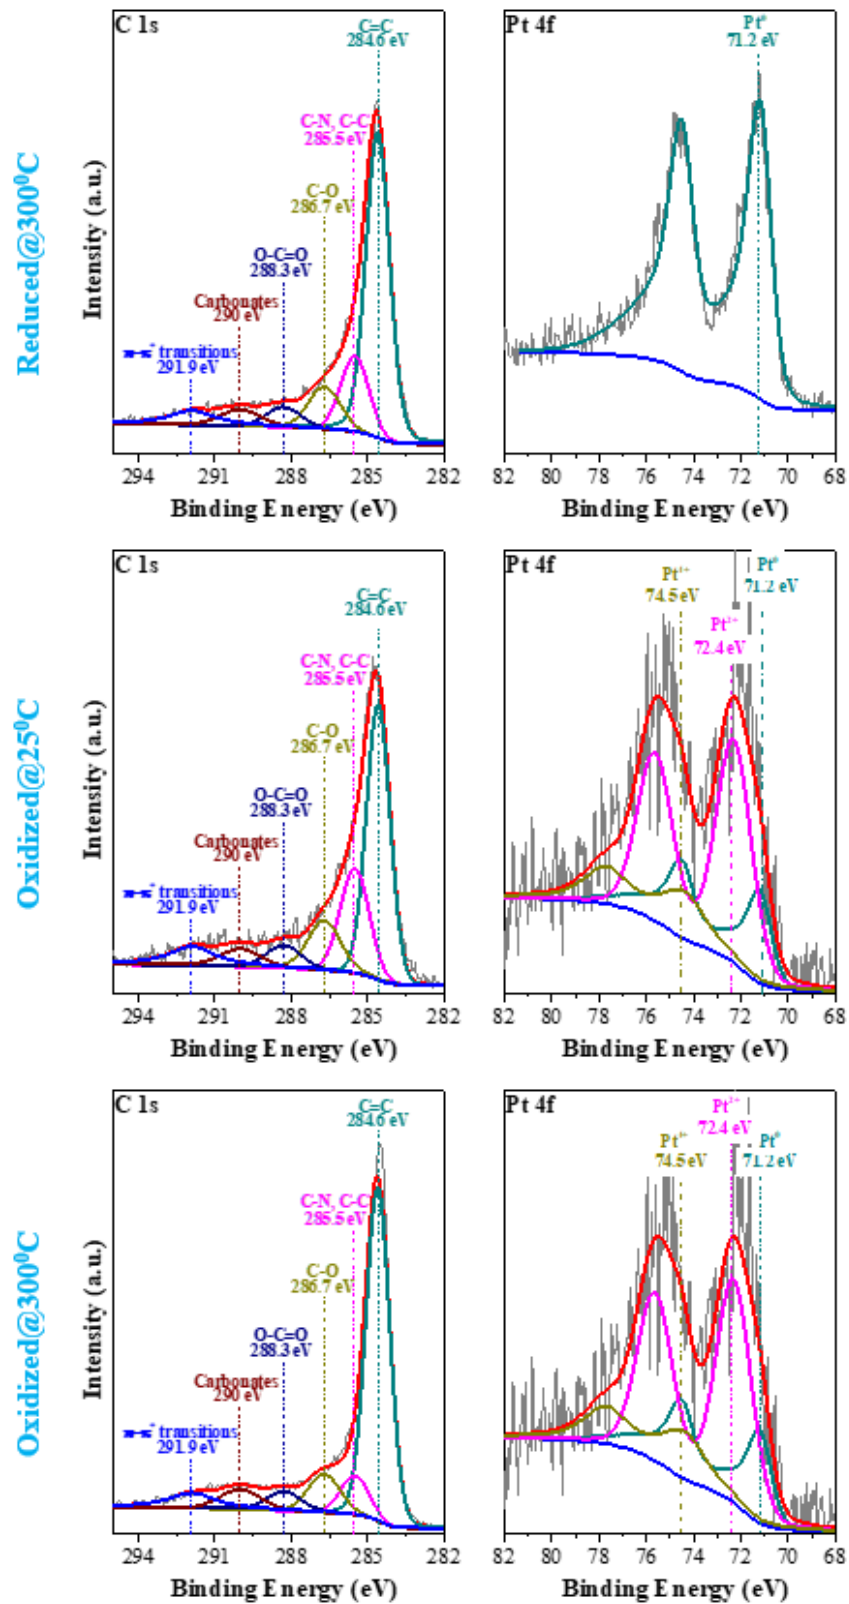 Reduced@300⁰C
C 1s
C=C
284.6 eV
C-N, C-C
285.5 eV
C-O
286.7 eV
O-C=O
288.3 eV
Carbonates
290 eV
π-π* transitions
291.9 eV
Intensity (a.u.)
294 291 288 285 282
Binding Energy (eV)
Pt 4f
Pt⁰
71.2 eV
82 80 78 76 74 72 70 68
Binding Energy (eV)
Oxidized@25⁰C
C 1s
C=C
284.6 eV
C-N, C-C
285.5 eV
C-O
286.7 eV
O-C=O
288.3 eV
Carbonates
290 eV
π-π* transitions
291.9 eV
Intensity (a.u.)
294 291 288 285 282
Binding Energy (eV)
Pt 4f
Pt⁰
71.2 eV
74.5 eV
Pt²⁺
72.4 eV
82 80 78 76 74 72 70 68
Binding Energy (eV)
Oxidized@300⁰C
C 1s
C=C
284.6 eV
C-N, C-C
285.5 eV
C-O
286.7 eV
O-C=O
288.3 eV
Carbonates
290 eV
π-π* transitions
291.9 eV
Intensity (a.u.)
294 291 288 285 282
Binding Energy (eV)
Pt 4f
Pt²⁺
72.4 eV
74.5 eV
Pt⁰
71.2 eV
82 80 78 76 74 72 70 68
Binding Energy (eV)